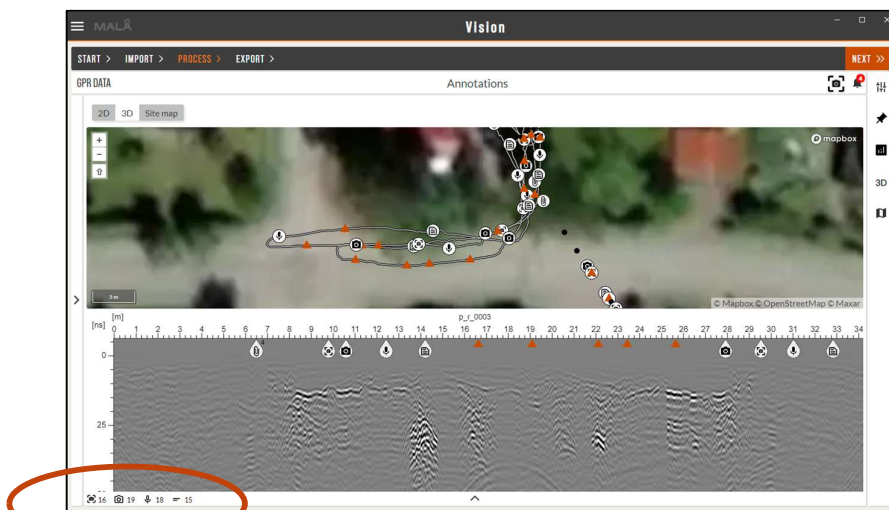 MALÅ
Vision
START > IMPORT > PROCESS > EXPORT >
NEXT >>
GPR DATA
Annotations
4
2D 3D Site map
+
−
mapbox
3D
5 m
© Mapbox © OpenStreetMap © Maxar
[m]
p_r_0003
[ns]
0 1 2 3 4 5 6 7 8 9 10 11 12 13 14 15 16 17 18 19 20 21 22 23 24 25 26 27 28 29 30 31 32 33 34
4
0
25
16 19 18 15